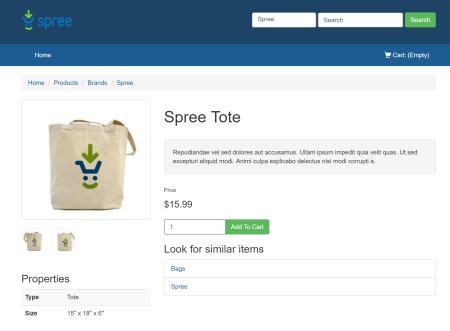 spree
Spree
Search
Search
Home
Cart: (Empty)
Home / Products / Brands / Spree
Spree Tote
Repudiandae vel sed dolores aut accusamus. Ullam ipsum impedit quia velit quas. Ut sed
excepturi aliquid modi. Animi culpa explicabo delectus nisi modi corrupti a.
Price
$15.99
1
Add To Cart
Look for similar items
Bags
Spree
Properties
Type Tote
Size 15" x 18" x 6"